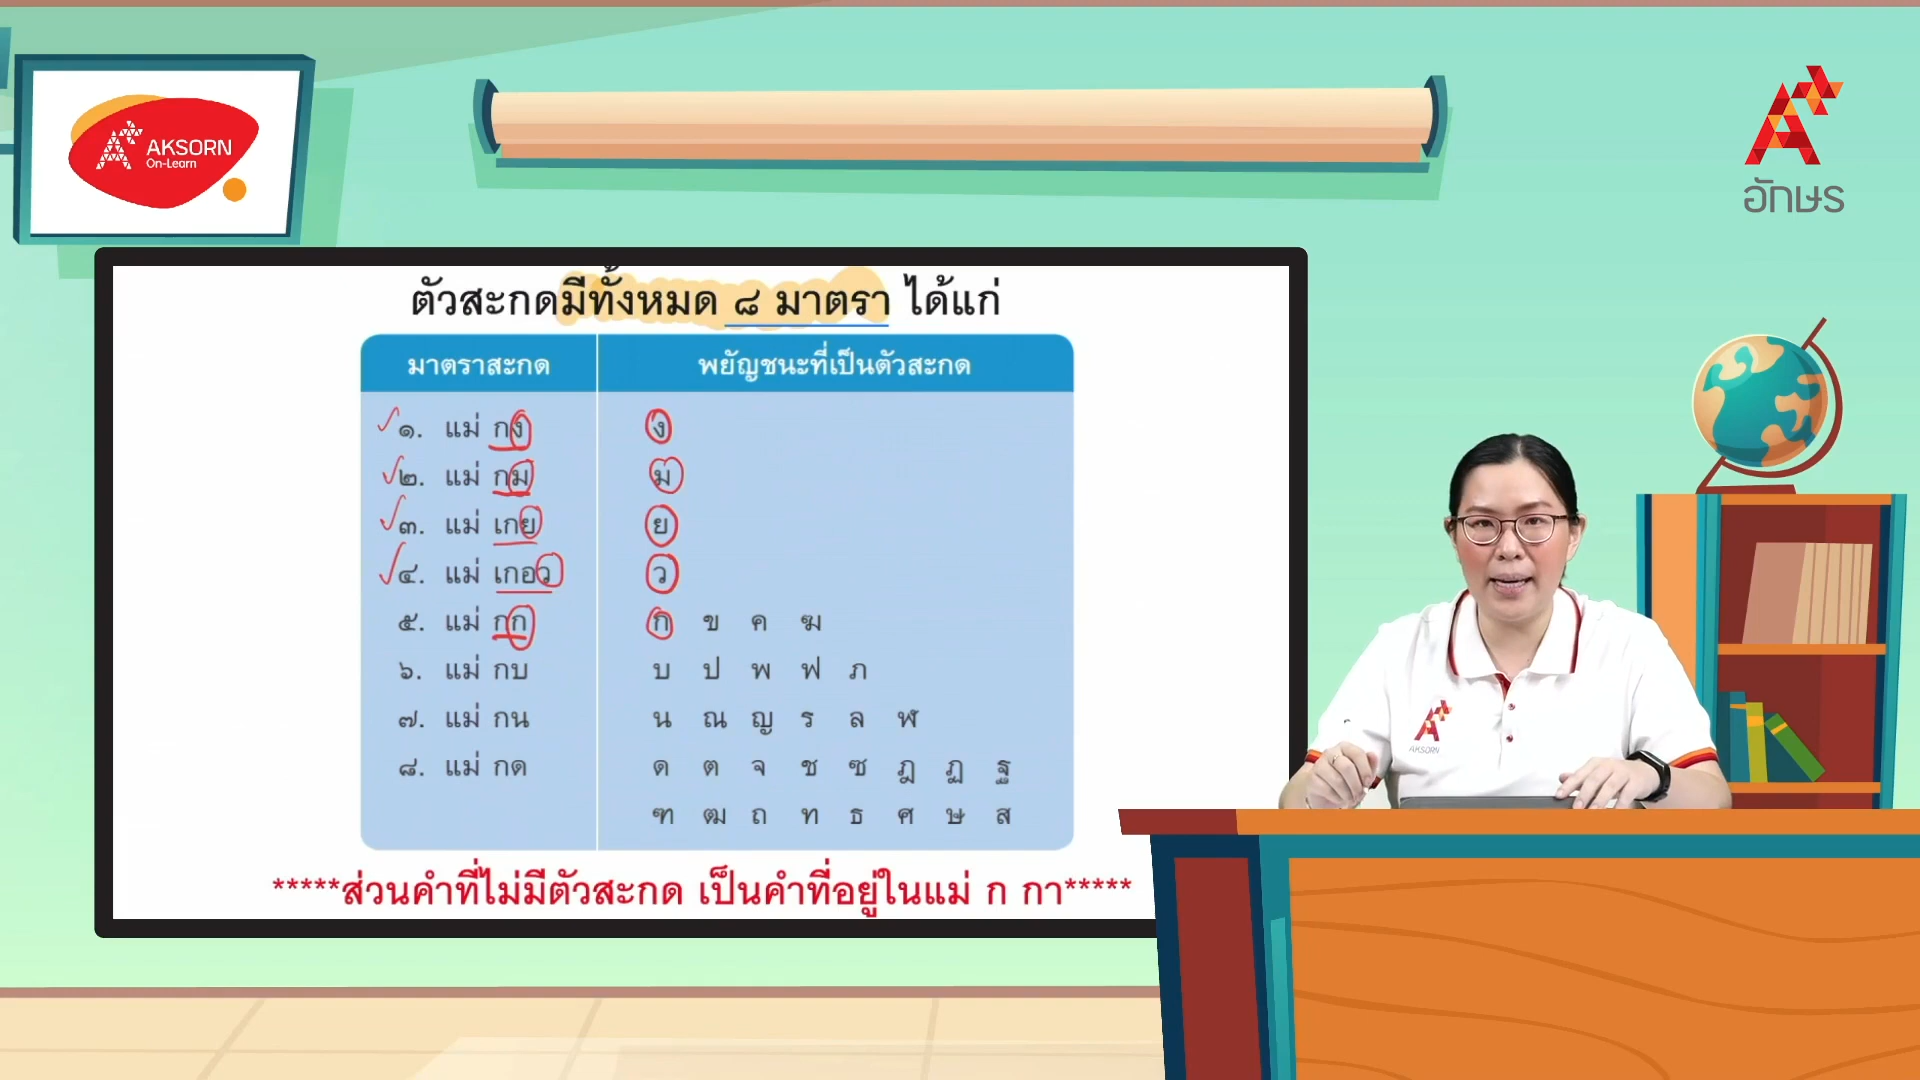 AKSORN
On-Learn
อักษร
ตัวสะกดมีทั้งหมด ๘ มาตรา ได้แก่
มาตราสะกด พยัญชนะที่เป็นตัวสะกด
๑. แม่ กง ง
๒. แม่ กม ม
๓. แม่ เกย ย
๔. แม่ เกอว ว
๕. แม่ กก ก ข ค ฆ
๖. แม่ กบ บ ป พ ฟ ภ
๗. แม่ กน น ณ ญ ร ล ฬ
๘. แม่ กด ด ต จ ช ซ ฎ ฏ ฐ
ฑ ฒ ถ ท ธ ศ ษ ส
*****ส่วนคำที่ไม่มีตัวสะกด เป็นคำที่อยู่ในแม่ ก กา*****
AKSORN